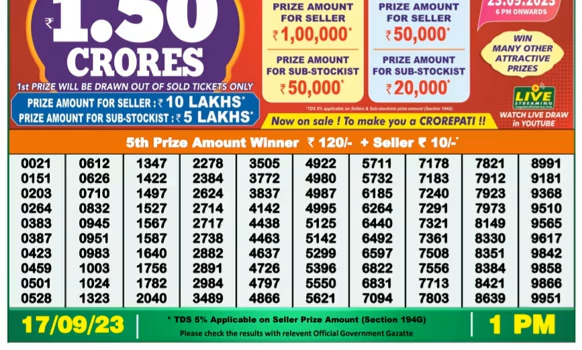 ₹1.50
CRORES
1st PRIZE WILL BE DRAWN OUT OF SOLD TICKETS ONLY
PRIZE AMOUNT FOR SELLER : ₹ 10 LAKHS*
PRIZE AMOUNT FOR SUB-STOCKIST : ₹ 5 LAKHS*
PRIZE AMOUNT
FOR SELLER
₹1,00,000*
PRIZE AMOUNT
FOR SUB-STOCKIST
₹50,000*
PRIZE AMOUNT
FOR SELLER
₹50,000*
PRIZE AMOUNT
FOR SUB-STOCKIST
₹20,000*
*TDS 5% applicable on Sellers & Sub-stockists prize amount (Section 194G)
Now on sale ! To make you a CROREPATI !!
23.09.2023
6 PM ONWARDS
WIN
MANY OTHER
ATTRACTIVE
PRIZES
LIVE
STREAMING
WATCH LIVE DRAW
in YOUTUBE
5th Prize Amount Winner ₹ 120/- + Seller ₹ 10/-*
0021 0612 1347 2278 3505 4922 5711 7178 7821 8991
0151 0626 1422 2384 3772 4980 5732 7183 7912 9181
0203 0710 1497 2624 3837 4987 6185 7240 7923 9368
0264 0832 1527 2714 4142 4995 6264 7291 7973 9510
0383 0945 1567 2717 4438 5125 6440 7321 8149 9565
0387 0951 1587 2738 4463 5142 6492 7361 8330 9617
0423 0983 1640 2882 4637 5299 6597 7508 8351 9842
0459 1003 1756 2891 4726 5396 6822 7556 8384 9858
0501 1024 1782 2984 4797 5550 6831 7713 8421 9866
0528 1323 2040 3489 4866 5621 7094 7803 8639 9951
17/09/23
* TDS 5% Applicable on Seller Prize Amount (Section 194G)
Please check the results with relevent Official Government Gazatte
1 PM